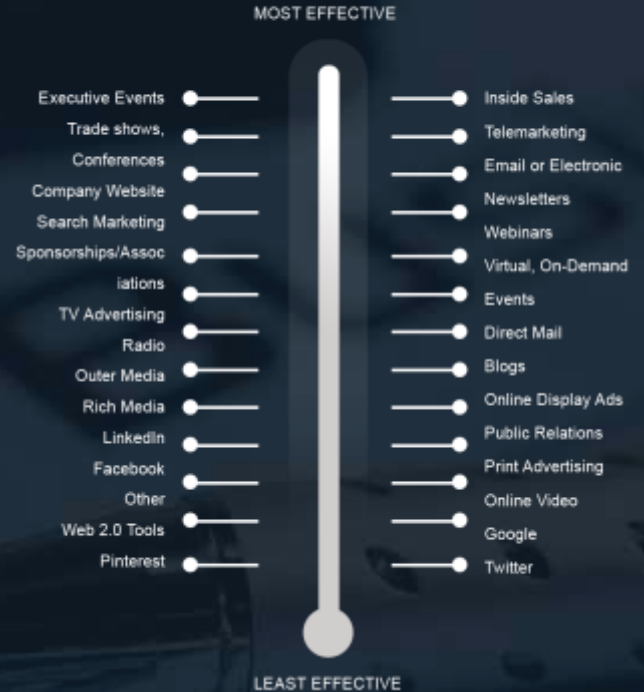 MOST EFFECTIVE
Executive Events
Trade shows,
Conferences
Company Website
Search Marketing
Sponsorships/Assoc
iations
TV Advertising
Radio
Outer Media
Rich Media
LinkedIn
Facebook
Other
Web 2.0 Tools
Pinterest
Inside Sales
Telemarketing
Email or Electronic
Newsletters
Webinars
Virtual, On-Demand
Events
Direct Mail
Blogs
Online Display Ads
Public Relations
Print Advertising
Online Video
Google
Twitter
LEAST EFFECTIVE